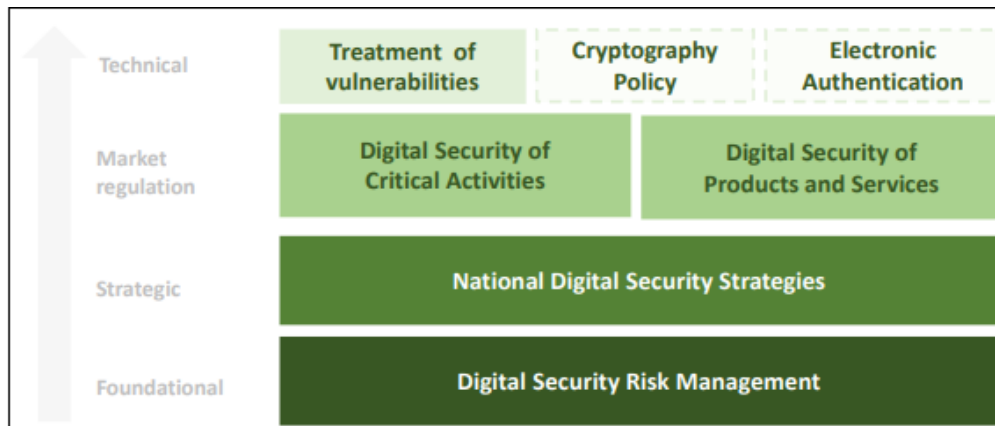 Technical
Treatment of
vulnerabilities
Cryptography
Policy
Electronic
Authentication
Market
regulation
Digital Security of
Critical Activities
Digital Security of
Products and Services
Strategic
National Digital Security Strategies
Foundational
Digital Security Risk Management